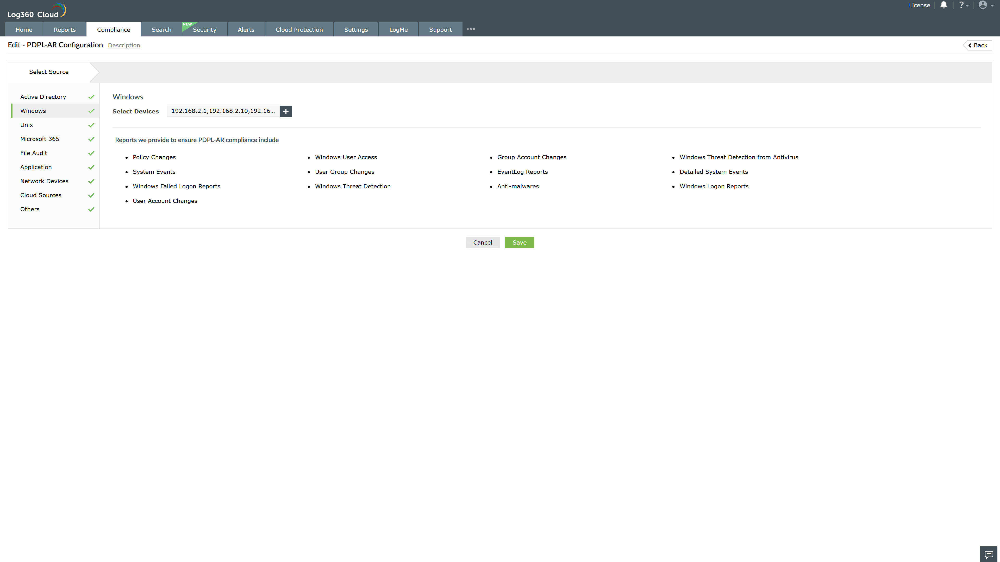 Log360 Cloud
License
?
Home
Reports
Compliance
Search
NEW
Security
Alerts
Cloud Protection
Settings
LogMe
Support
Edit - PDPL-AR Configuration
Description
Back
Select Source
Active Directory
Windows
Unix
Microsoft 365
File Audit
Application
Network Devices
Cloud Sources
Others
Windows
Select Devices
192.168.2.1,192.168.2.10,192.16...
Reports we provide to ensure PDPL-AR compliance include
Policy Changes
Windows User Access
Group Account Changes
Windows Threat Detection from Antivirus
System Events
User Group Changes
EventLog Reports
Detailed System Events
Windows Failed Logon Reports
Windows Threat Detection
Anti-malwares
Windows Logon Reports
User Account Changes
Cancel
Save